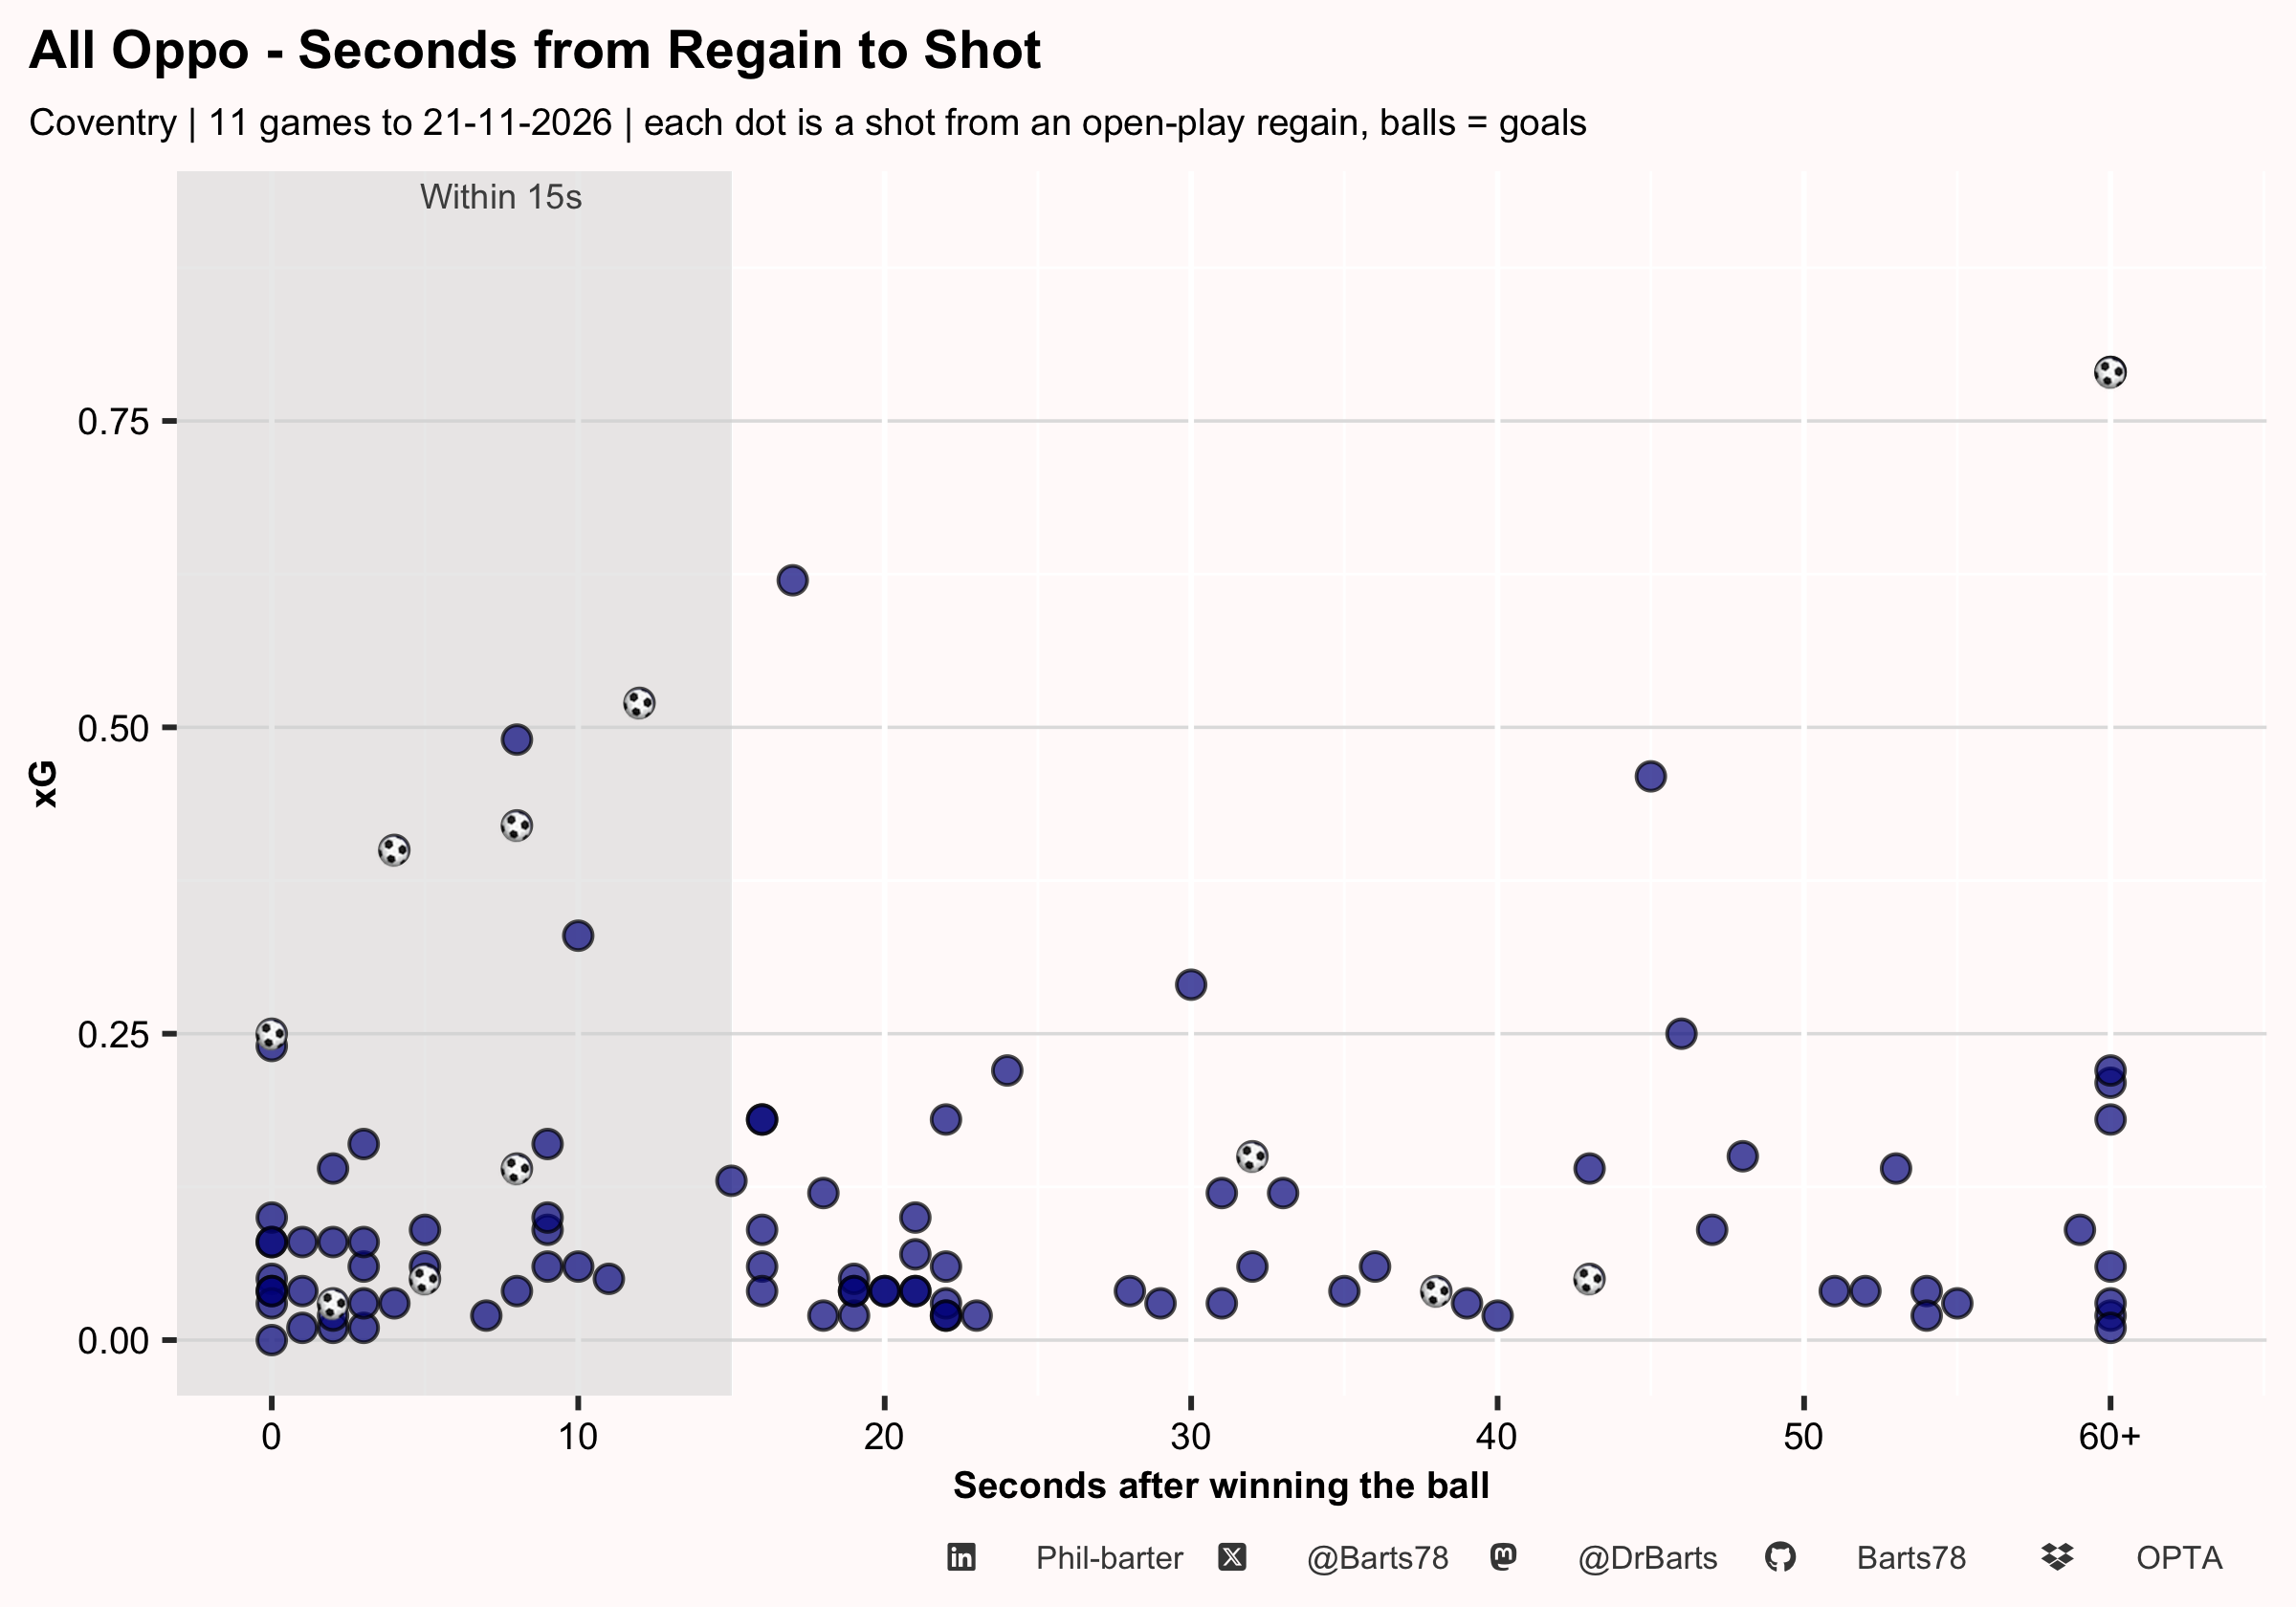 All Oppo - Seconds from Regain to Shot
Coventry | 11 games to 21-11-2026 | each dot is a shot from an open-play regain, balls = goals
Within 15s
0.75
0.50
0.25
0.00
xG
0 10 20 30 40 50 60+
Seconds after winning the ball
Phil-barter @Barts78 @DrBarts Barts78 OPTA